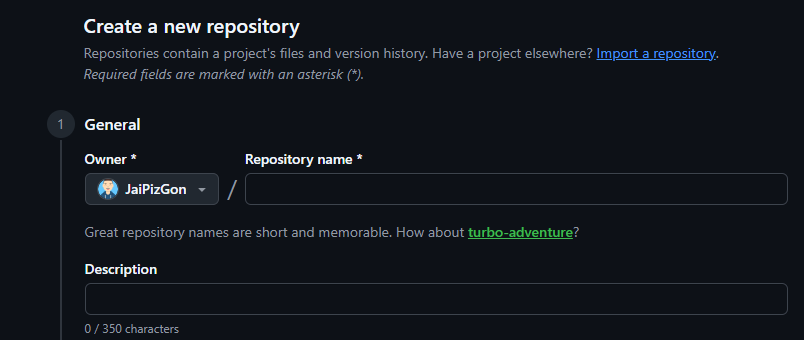 Create a new repository
Repositories contain a project's files and version history. Have a project elsewhere? Import a repository.
Required fields are marked with an asterisk (*).
1 General
Owner * Repository name *
JaiPizGon /
Great repository names are short and memorable. How about turbo-adventure?
Description
0 / 350 characters